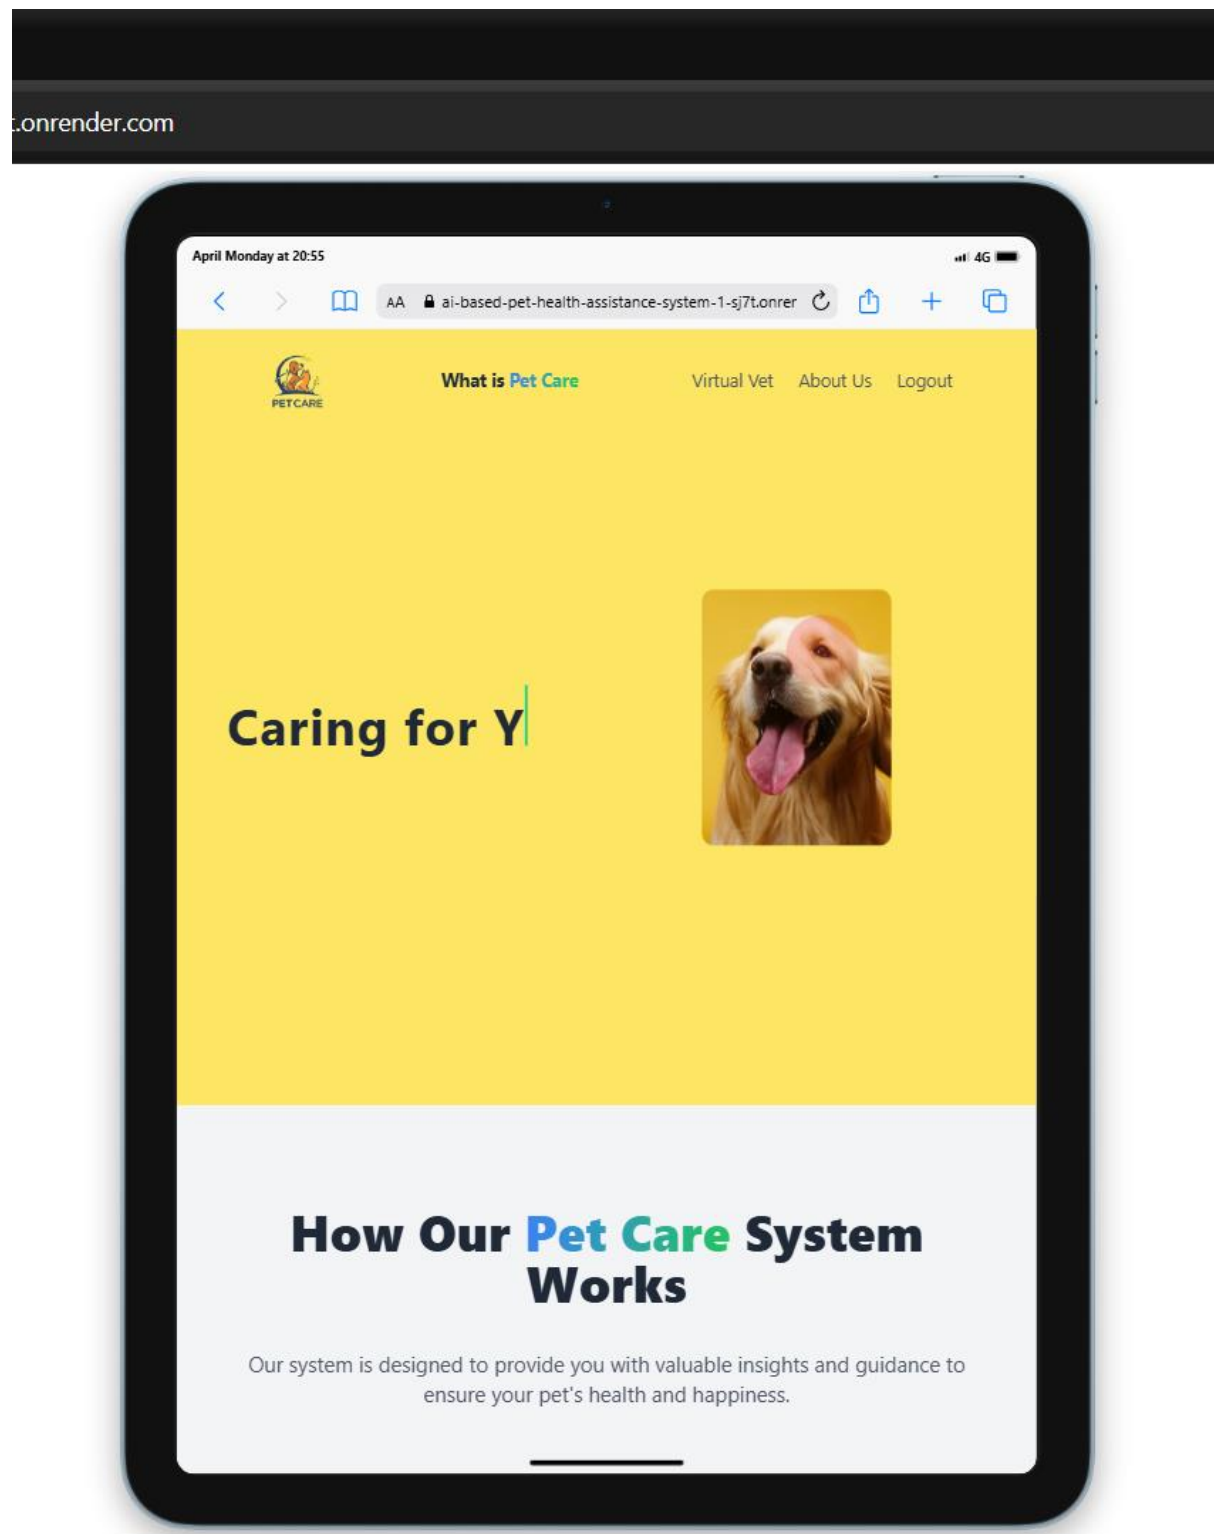 t.onrender.com
April Monday at 20:55
4G
AA ai-based-pet-health-assistance-system-1-sj7t.onrer
PETCARE
What is Pet Care
Virtual Vet About Us Logout
Caring for Y
How Our Pet Care System
Works
Our system is designed to provide you with valuable insights and guidance to
ensure your pet's health and happiness.